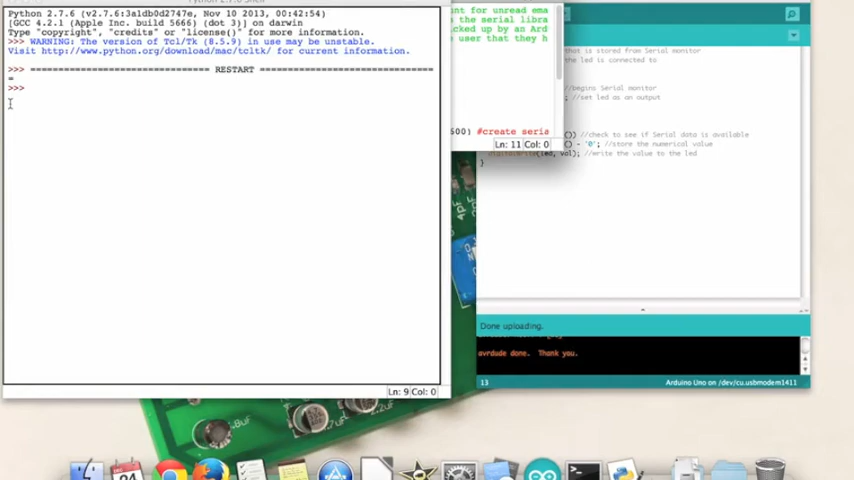 Python 2.7.6 Shell
Python 2.7.6 (v2.7.6:3a1db0d2747e, Nov 10 2013, 00:42:54)
[GCC 4.2.1 (Apple Inc. build 5666) (dot 3)] on darwin
Type "copyright", "credits" or "license()" for more information.
>>> WARNING: The version of Tcl/Tk (8.5.9) in use may be unstable.
Visit http://www.python.org/download/mac/tcltk/ for current information.
>>> ============================== RESTART ==============================
=
>>>
Ln: 9 Col: 0
nt for unread ema
s the serial libra
icked up by an Ard
e user that they h
600) #create seria
Ln: 11 Col: 0
that is stored from Serial monitor
the led is connected to
//begins Serial monitor
; //set led as an output
()) //check to see if Serial data is available
() - '0'; //store the numerical value
digitalWrite(led, val); //write the value to the led
}
Done uploading.
avrdude done. Thank you.
13
Arduino Uno on /dev/cu.usbmodem1411
DEC
24